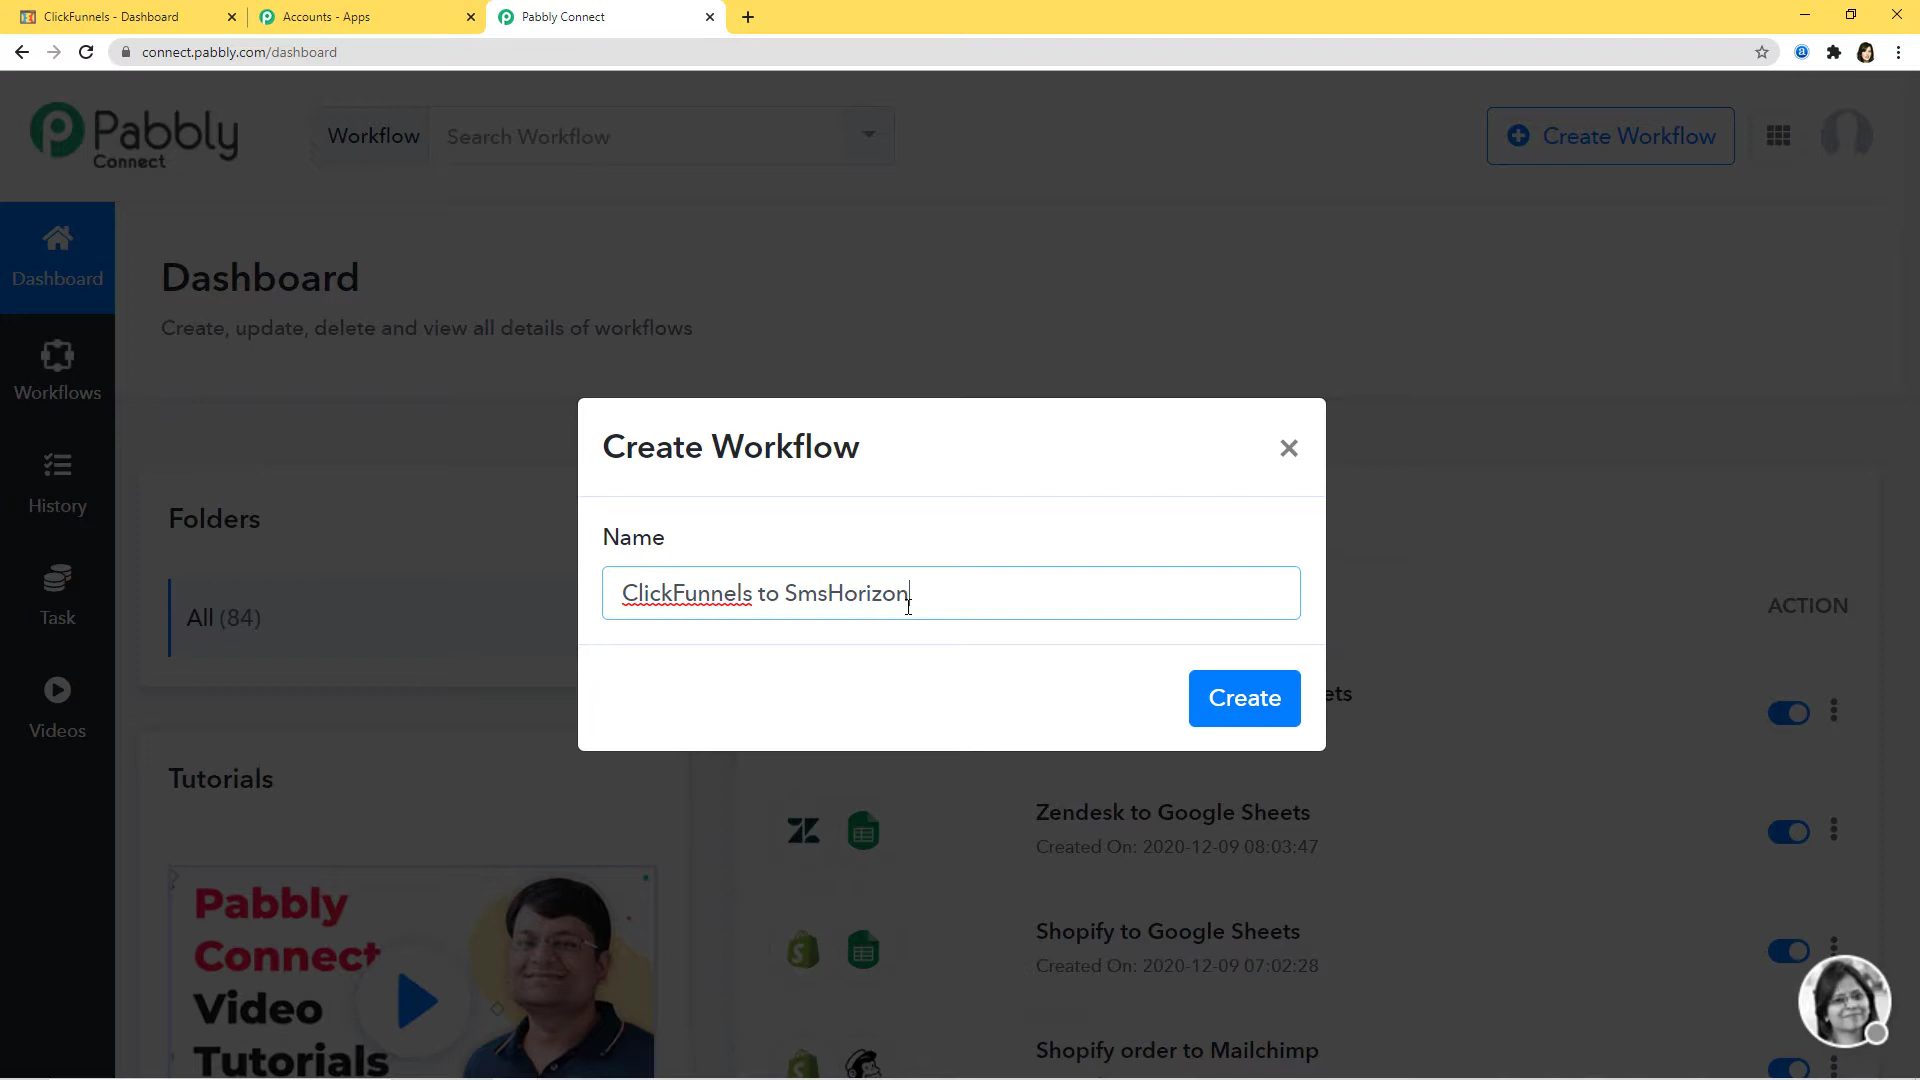 ClickFunnels - Dashboard
Accounts - Apps
Pabbly Connect
connect.pabbly.com/dashboard
Pabbly
Connect
Workflow
Search Workflow
Create Workflow
Dashboard
Workflows
History
Task
Videos
Dashboard
Create, update, delete and view all details of workflows
Folders
All (84)
Tutorials
Pabbly
Connect
Video
Tutorials
Create Workflow
Name
ClickFunnels to SmsHorizon
Create
ACTION
ets
Zendesk to Google Sheets
Created On: 2020-12-09 08:03:47
Shopify to Google Sheets
Created On: 2020-12-09 07:02:28
Shopify order to Mailchimp